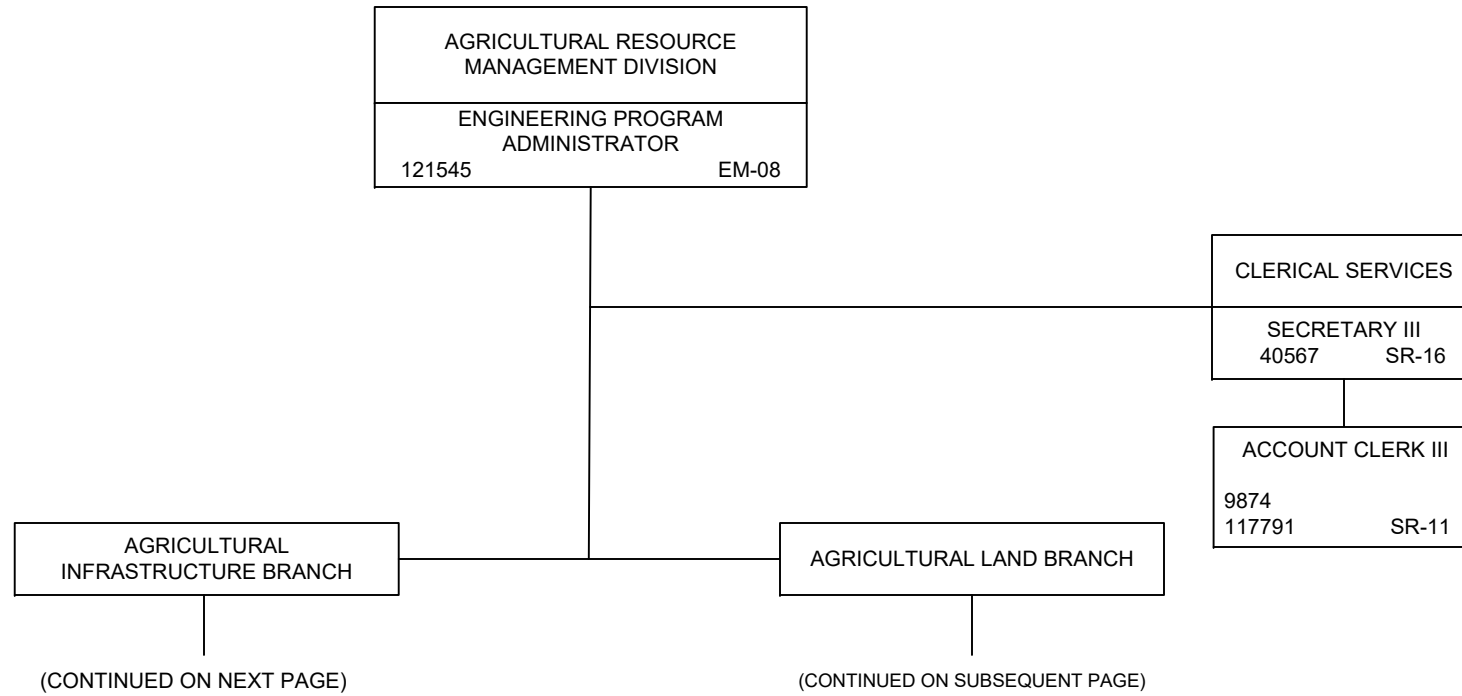 AGRICULTURAL RESOURCE
MANAGEMENT DIVISION
ENGINEERING PROGRAM
ADMINISTRATOR
121545 EM-08
CLERICAL SERVICES
SECRETARY III
40567 SR-16
ACCOUNT CLERK III
9874
117791 SR-11
AGRICULTURAL
INFRASTRUCTURE BRANCH
AGRICULTURAL LAND BRANCH
(CONTINUED ON NEXT PAGE)
(CONTINUED ON SUBSEQUENT PAGE)